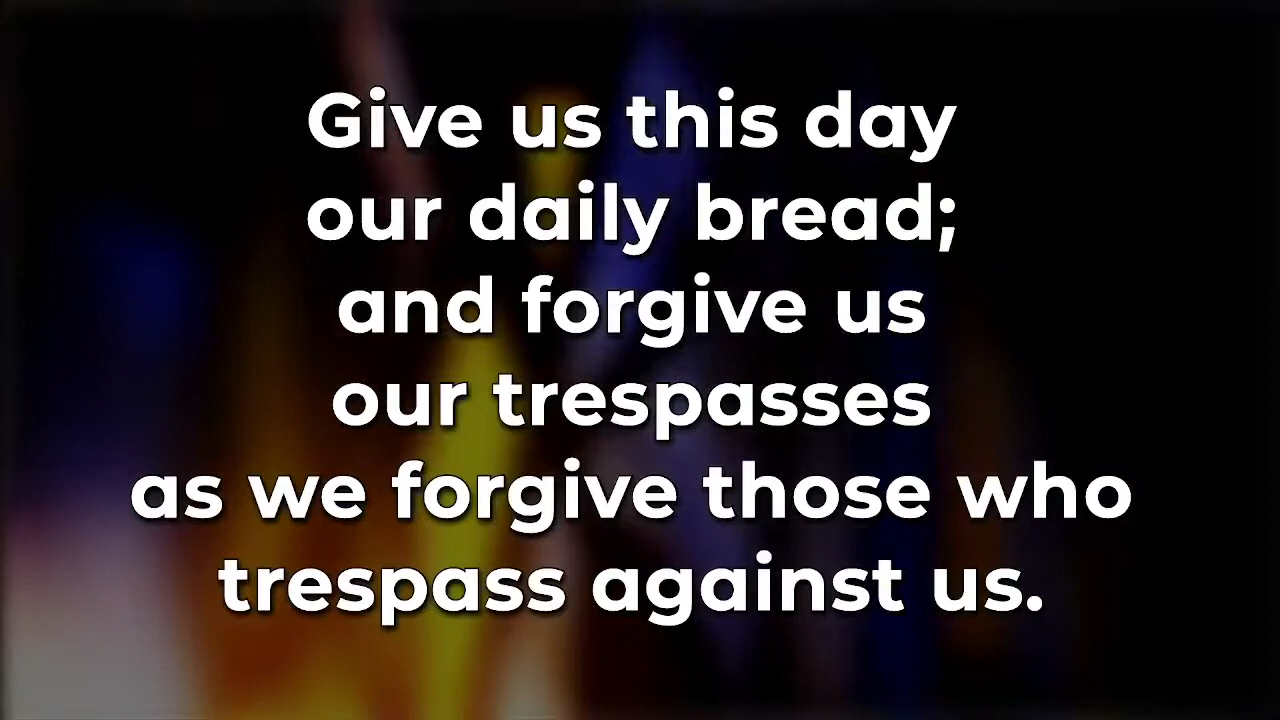 Give us this day
our daily bread;
and forgive us
our trespasses
as we forgive those who
trespass against us.